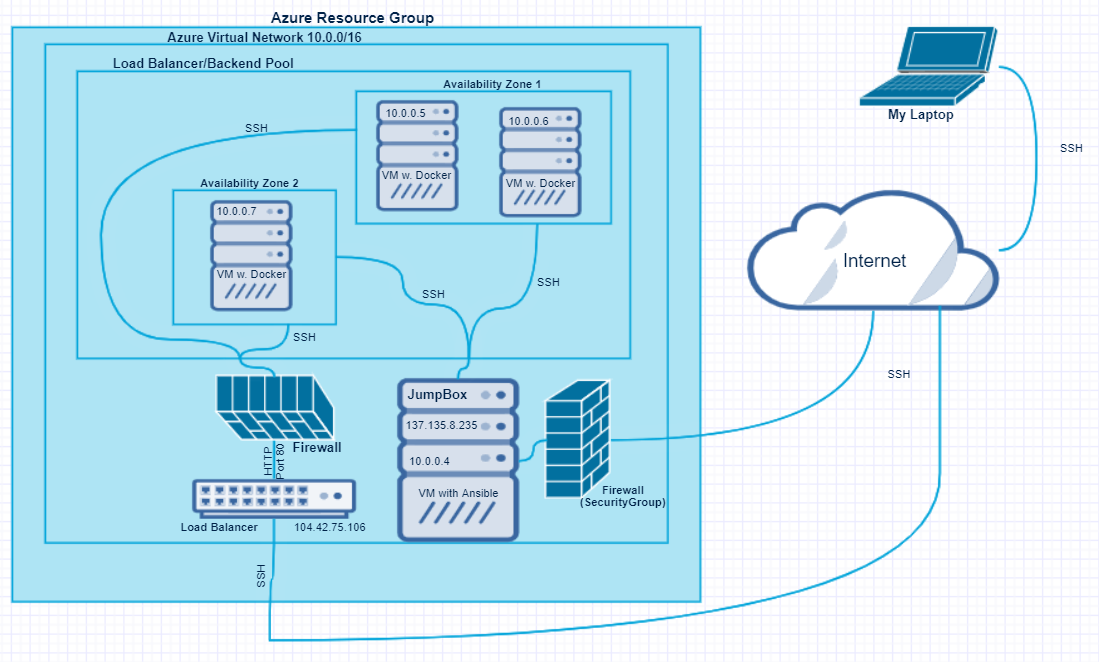 Azure Resource Group
Azure Virtual Network 10.0.0/16
Load Balancer/Backend Pool
Availability Zone 1
10.0.0.5
VM w. Docker
10.0.0.6
VM w. Docker
SSH
Availability Zone 2
10.0.0.7
VM w. Docker
SSH
SSH
SSH
Firewall
HTTP
Port 80
Load Balancer
104.42.75.106
SSH
JumpBox
137.135.8.235
10.0.0.4
VM with Ansible
Firewall
(SecurityGroup)
My Laptop
SSH
Internet
SSH